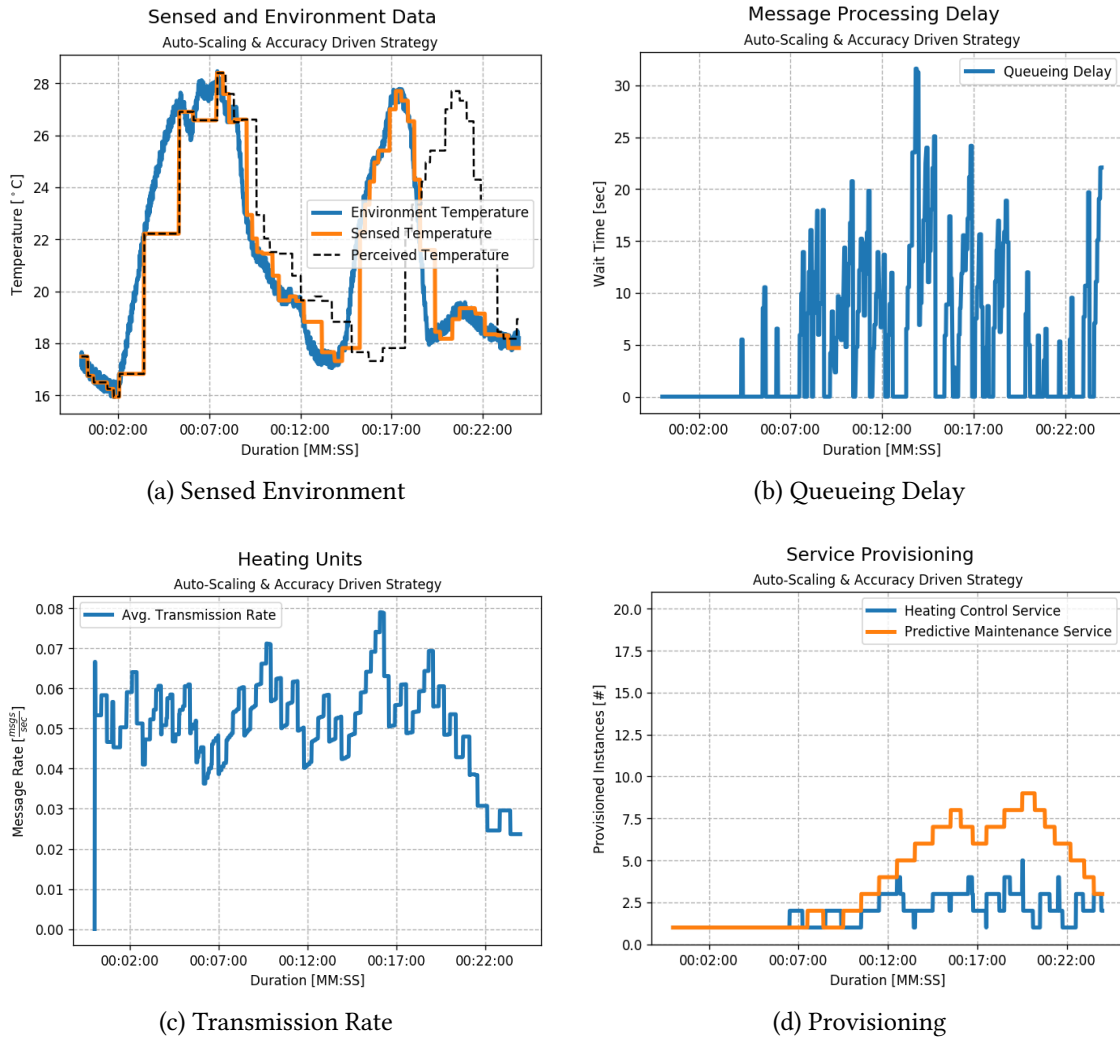 Sensed and Environment Data
Auto-Scaling & Accuracy Driven Strategy
Temperature [ °C]
28
26
24
22
20
18
16
Environment Temperature
Sensed Temperature
Perceived Temperature
00:02:00 00:07:00 00:12:00 00:17:00 00:22:00
Duration [MM:SS]
(a) Sensed Environment
Message Processing Delay
Auto-Scaling & Accuracy Driven Strategy
Wait Time [sec]
30
25
20
15
10
5
0
Queueing Delay
00:02:00 00:07:00 00:12:00 00:17:00 00:22:00
Duration [MM:SS]
(b) Queueing Delay
Heating Units
Auto-Scaling & Accuracy Driven Strategy
Message Rate [msgs/sec]
0.08
0.07
0.06
0.05
0.04
0.03
0.02
0.01
0.00
Avg. Transmission Rate
00:02:00 00:07:00 00:12:00 00:17:00 00:22:00
Duration [MM:SS]
(c) Transmission Rate
Service Provisioning
Auto-Scaling & Accuracy Driven Strategy
Provisioned Instances [#]
20.0
17.5
15.0
12.5
10.0
7.5
5.0
2.5
0.0
Heating Control Service
Predictive Maintenance Service
00:02:00 00:07:00 00:12:00 00:17:00 00:22:00
Duration [MM:SS]
(d) Provisioning